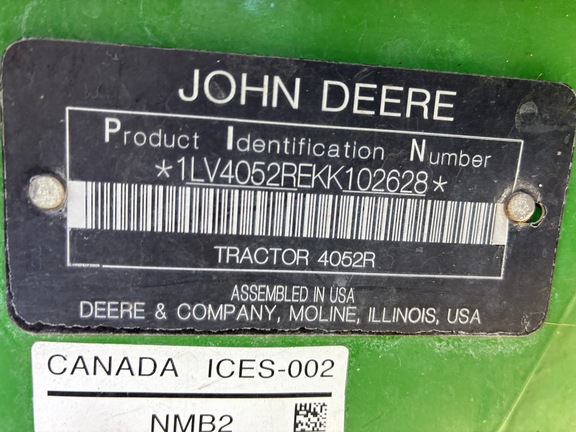 JOHN DEERE
Product Identification Number
*1LV4052REKK102628*
TRACTOR 4052R
ASSEMBLED IN USA
DEERE & COMPANY, MOLINE, ILLINOIS, USA
CANADA ICES-002
NMB2